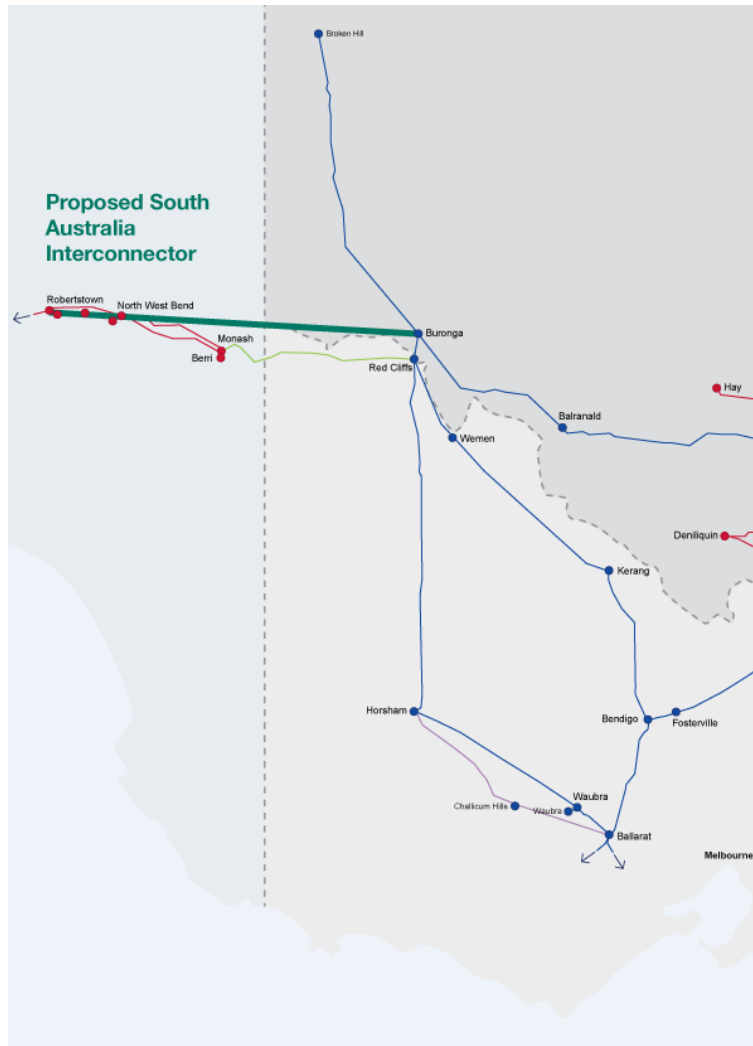 Broken Hill
Proposed South
Australia
Interconnector
Robertstown
North West Bend
Monash
Berri
Buronga
Red Cliffs
Hay
Balranald
Wemen
Deniliquin
Kerang
Horsham
Bendigo
Fosterville
Waubra
Challicum Hills
Waubra
Ballarat
Melbourne